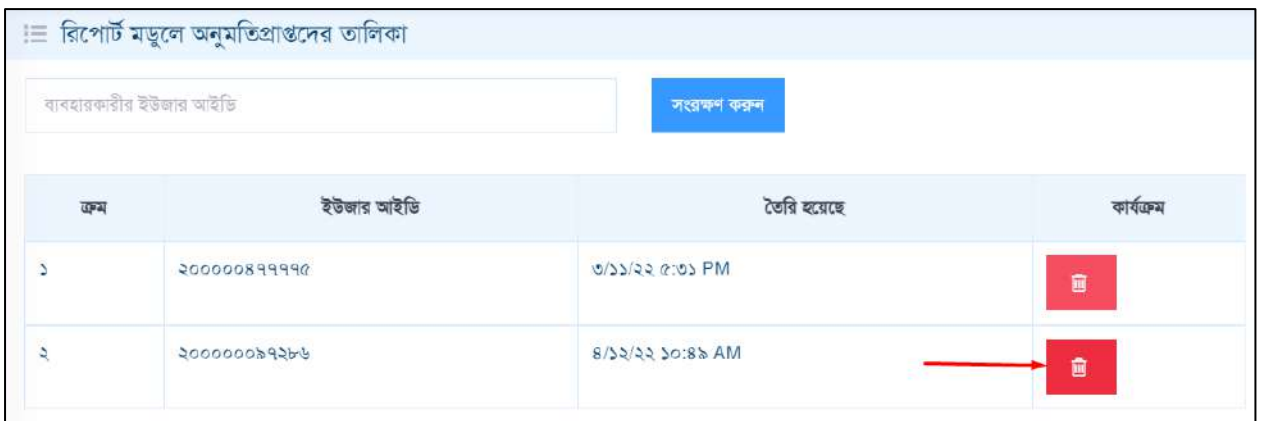 রিপোর্ট মডুলে অনুমতিপ্রাপ্তদের তালিকা
ব্যবহারকারীর ইউজার আইডি
সংরক্ষণ করুন
ক্রম ইউজার আইডি তৈরি হয়েছে কার্যক্রম
১ ২০০০০০৪৭৭৭৭৫ ৩/১১/২২ ৫:৩১ PM
২ ২০০০০০০৯৭২৮৬ ৪/১২/২২ ১০:৪৯ AM